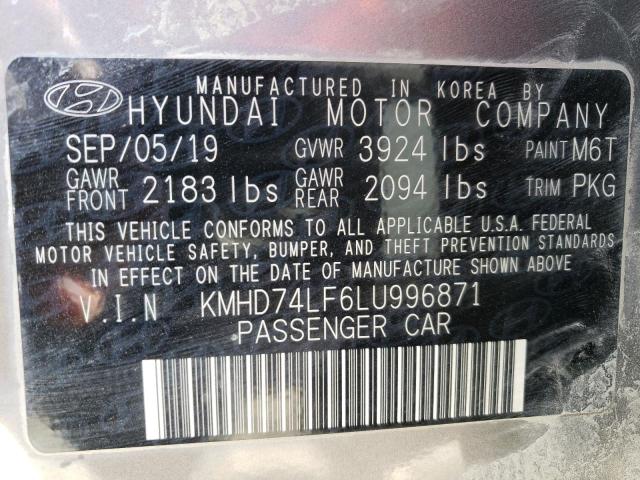 MANUFACTURED IN KOREA BY
HYUNDAI MOTOR COMPANY
SEP/05/19 GVWR 3924 lbs PAINT M6T
GAWR FRONT 2183 lbs GAWR REAR 2094 lbs TRIM PKG
THIS VEHICLE CONFORMS TO ALL APPLICABLE U.S.A. FEDERAL
MOTOR VEHICLE SAFETY, BUMPER, AND THEFT PREVENTION STANDARDS
IN EFFECT ON THE DATE OF MANUFACTURE SHOWN ABOVE
V.I.N KMHD74LF6LU996871
PASSENGER CAR